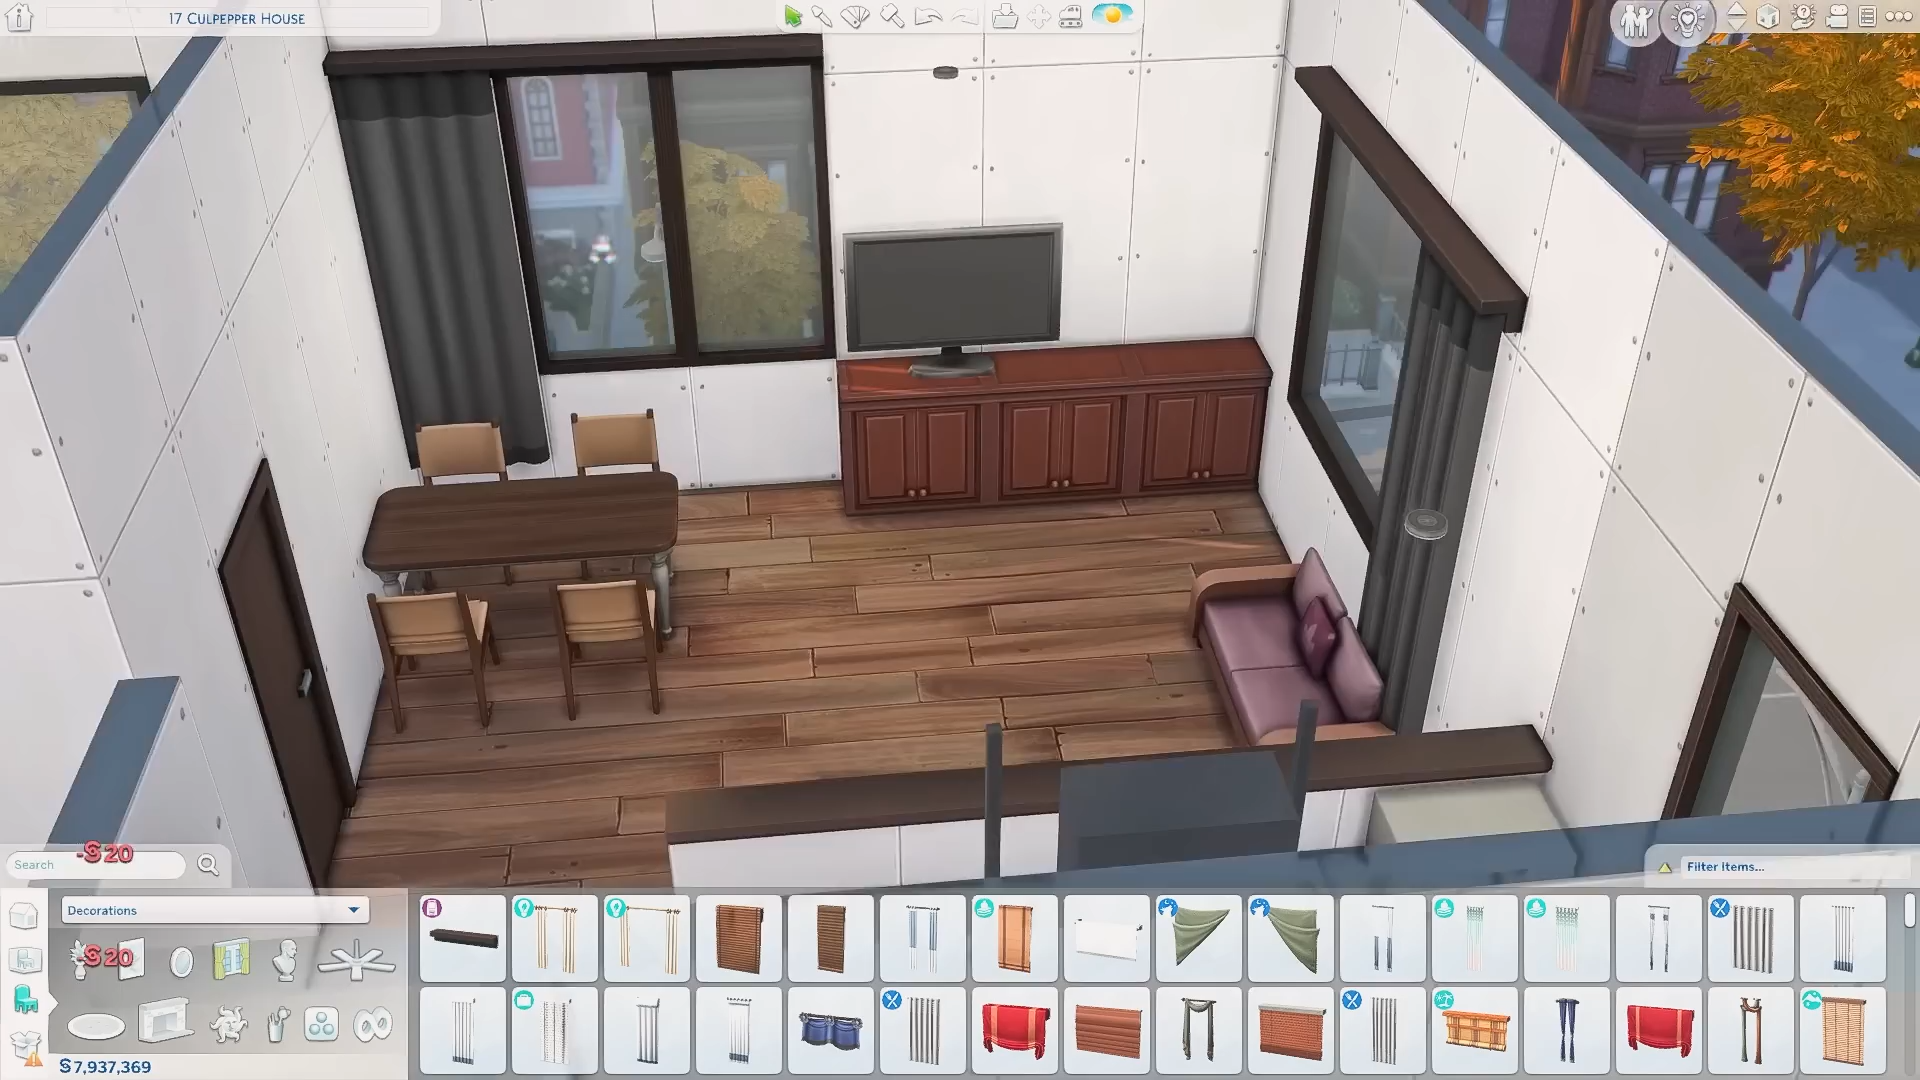 17 CULPEPPER HOUSE
-§20
Search
Filter Items...
Decorations
§20
§7,937,369